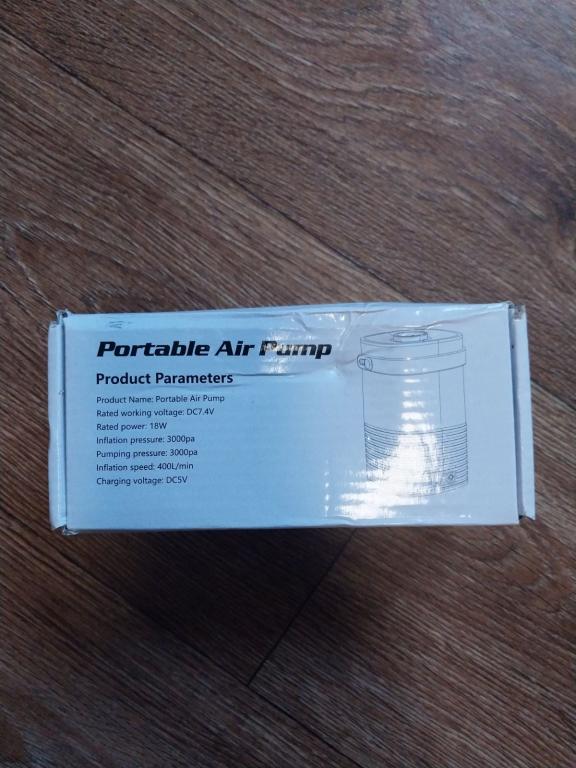 Portable Air Pump
Product Parameters
Product Name: Portable Air Pump
Rated working voltage: DC7.4V
Rated power: 18W
Inflation pressure: 3000pa
Pumping pressure: 3000pa
Inflation speed: 400L/min
Charging voltage: DC5V